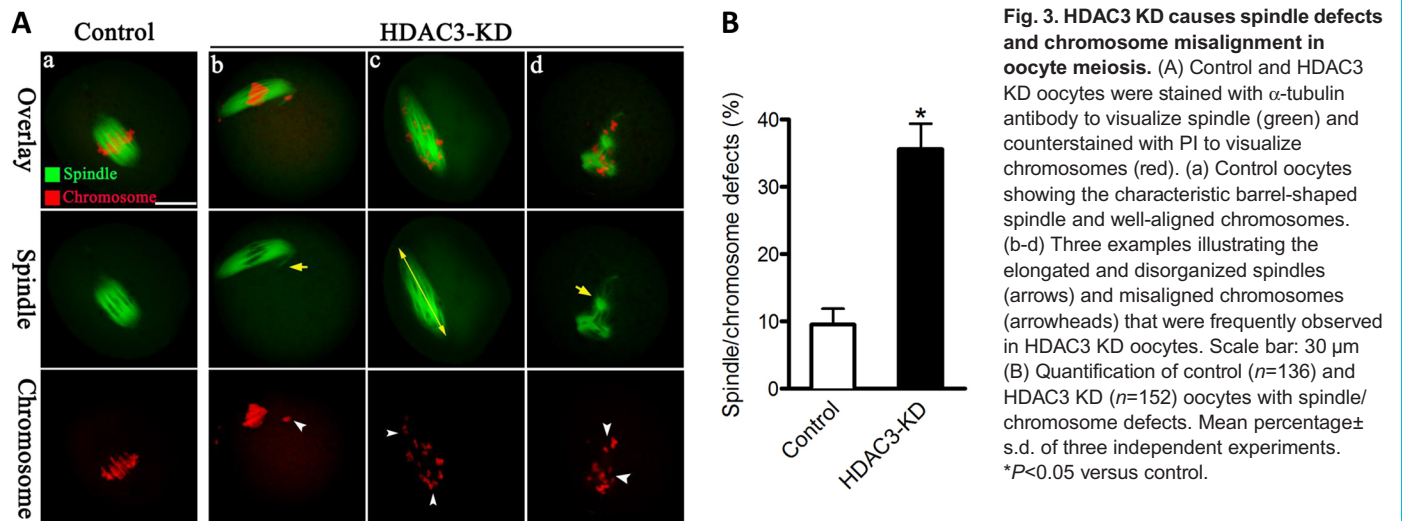 A
Control
HDAC3-KD
a
b
c
d
Overlay
Spindle
Chromosome
Spindle
Chromosome
B
Spindle/chromosome defects (%)
40
30
20
10
0
*
Control
HDAC3-KD
Fig. 3. HDAC3 KD causes spindle defects
and chromosome misalignment in
oocyte meiosis. (A) Control and HDAC3
KD oocytes were stained with α-tubulin
antibody to visualize spindle (green) and
counterstained with PI to visualize
chromosomes (red). (a) Control oocytes
showing the characteristic barrel-shaped
spindle and well-aligned chromosomes.
(b-d) Three examples illustrating the
elongated and disorganized spindles
(arrows) and misaligned chromosomes
(arrowheads) that were frequently observed
in HDAC3 KD oocytes. Scale bar: 30 µm
(B) Quantification of control (n=136) and
HDAC3 KD (n=152) oocytes with spindle/
chromosome defects. Mean percentage±
s.d. of three independent experiments.
*P<0.05 versus control.